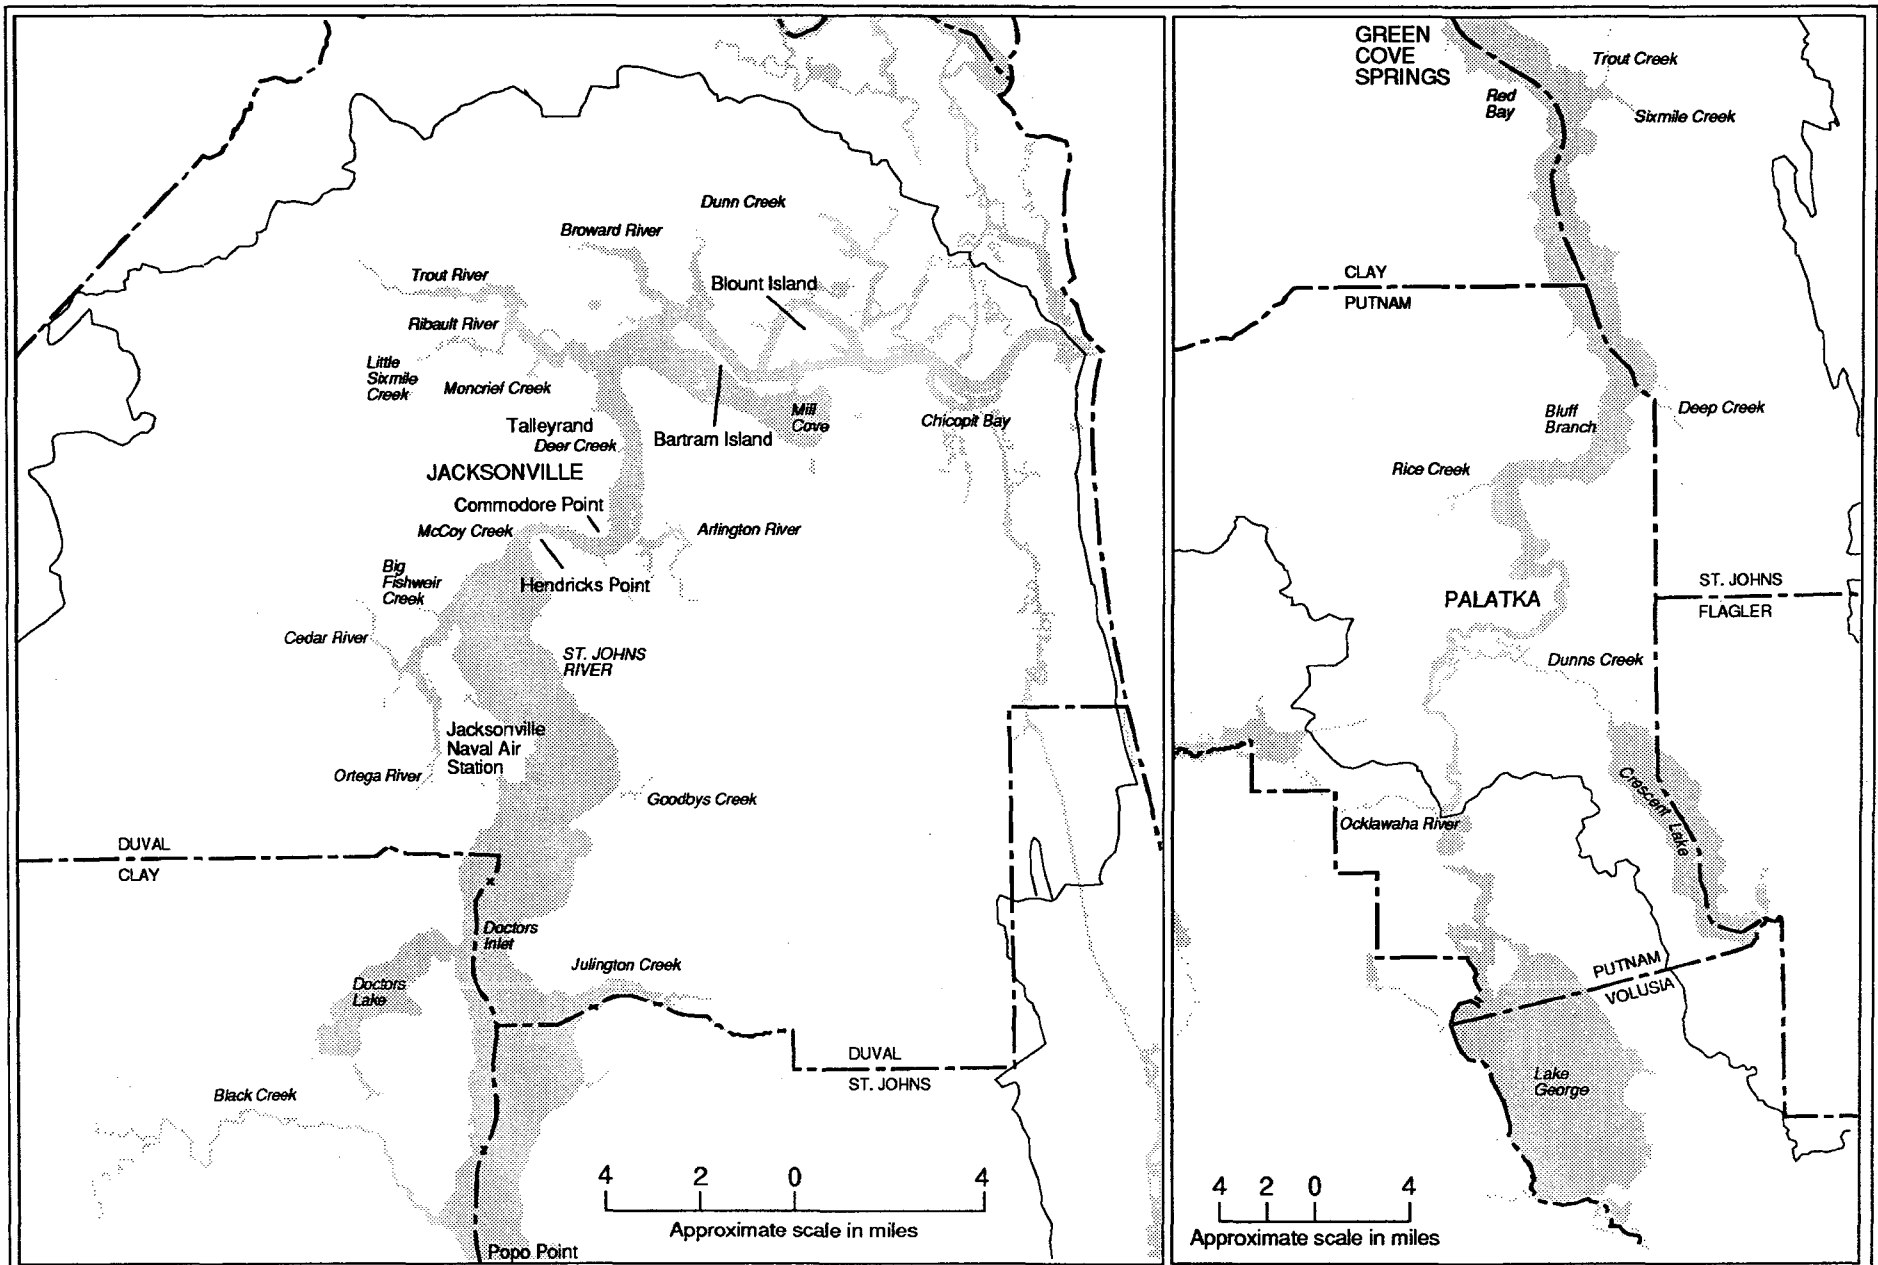 Dunn Creek
Broward River
Trout River
Blount Island
Ribault River
Little
Sixmile
Creek
Moncrief Creek
Mill
Cove
Talleyrand
Deer Creek
Bartram Island
Chicopit Bay
JACKSONVILLE
Commodore Point
McCoy Creek
Arlington River
Big
Fishweir
Creek
Hendricks Point
Cedar River
ST. JOHNS
RIVER
Jacksonville
Naval Air
Station
Ortega River
Goodbys Creek
DUVAL
CLAY
Doctors
Inlet
Julington Creek
Doctors
Lake
DUVAL
ST. JOHNS
Black Creek
4 2 0 4
Approximate scale in miles
Popo Point
GREEN
COVE
SPRINGS
Trout Creek
Red
Bay
Sixmile Creek
CLAY
PUTNAM
Bluff
Branch
Deep Creek
Rice Creek
ST. JOHNS
FLAGLER
PALATKA
Dunns Creek
Crescent Lake
Ocklawaha River
PUTNAM
VOLUSIA
Lake
George
4 2 0 4
Approximate scale in miles